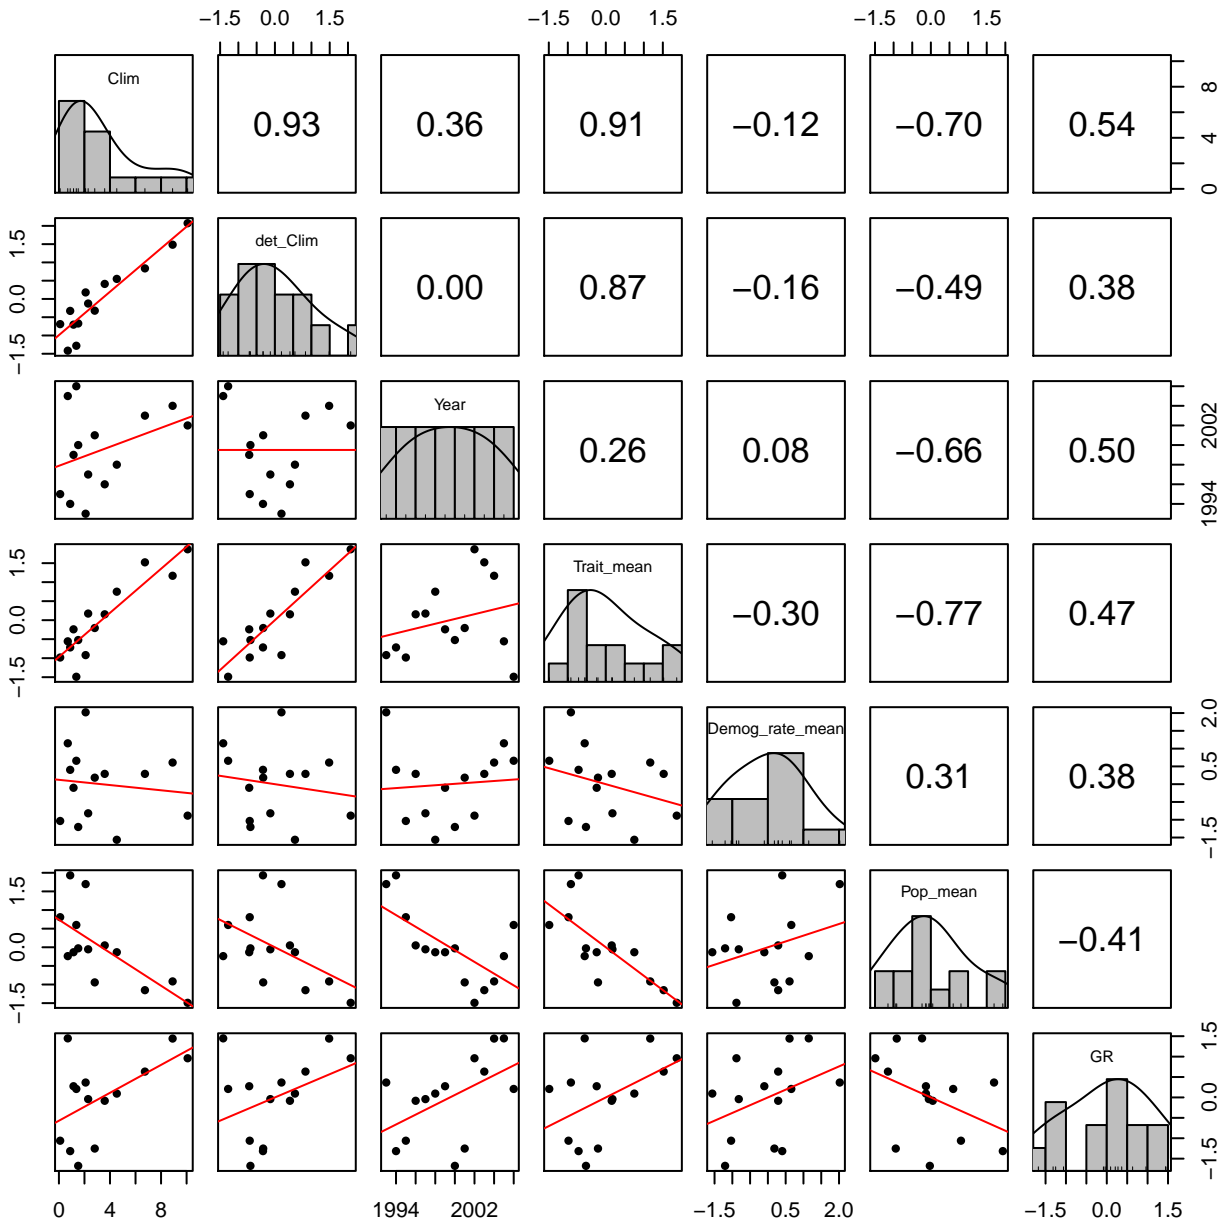 −1.5 0.0 1.5 −1.5 0.0 1.5 −1.5 0.0 1.5
Clim 0.93 0.36 0.91 −0.12 −0.70 0.54 0 4 8
−1.5 0.0 1.5 det_Clim 0.00 0.87 −0.16 −0.49 0.38
Year 0.26 0.08 −0.66 0.50 1994 2002
−1.5 0.0 1.5 Trait_mean −0.30 −0.77 0.47
Demog_rate_mean 0.31 0.38 −1.5 0.5 2.0
−1.5 0.0 1.5 Pop_mean −0.41
GR −1.5 0.0 1.5
0 4 8 1994 2002 −1.5 0.5 2.0 −1.5 0.0 1.5